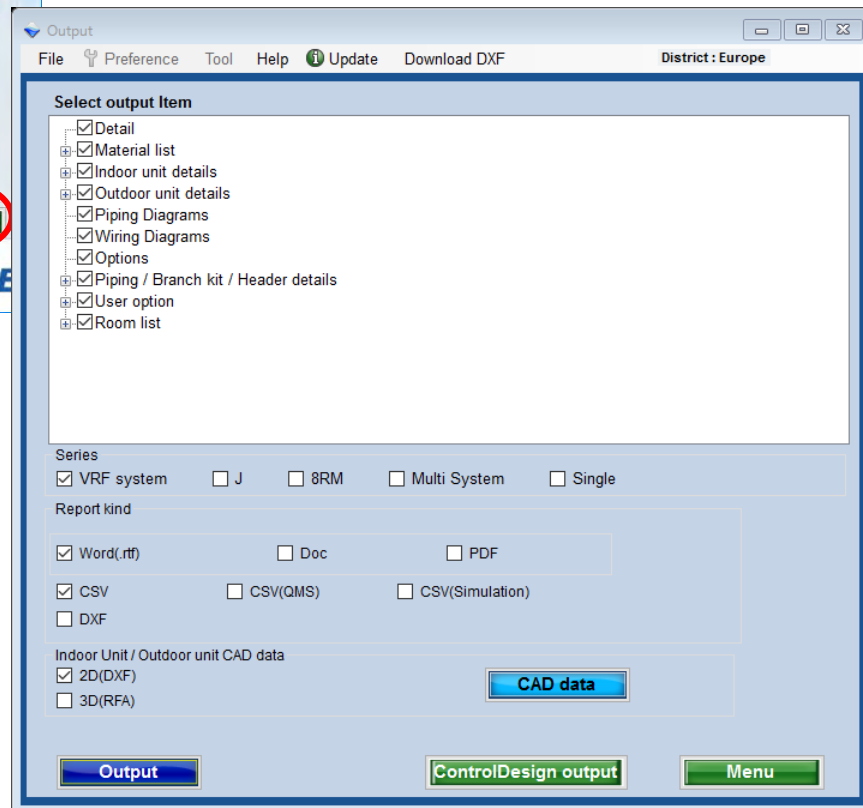 Output
File Preference Tool Help Update Download DXF District : Europe
Select output Item
Detail
Material list
Indoor unit details
Outdoor unit details
Piping Diagrams
Wiring Diagrams
Options
Piping / Branch kit / Header details
User option
Room list
Series
VRF system J 8RM Multi System Single
Report kind
Word(.rtf) Doc PDF
CSV CSV(QMS) CSV(Simulation)
DXF
Indoor Unit / Outdoor unit CAD data
2D(DXF)
CAD data
3D(RFA)
Output ControlDesign output Menu